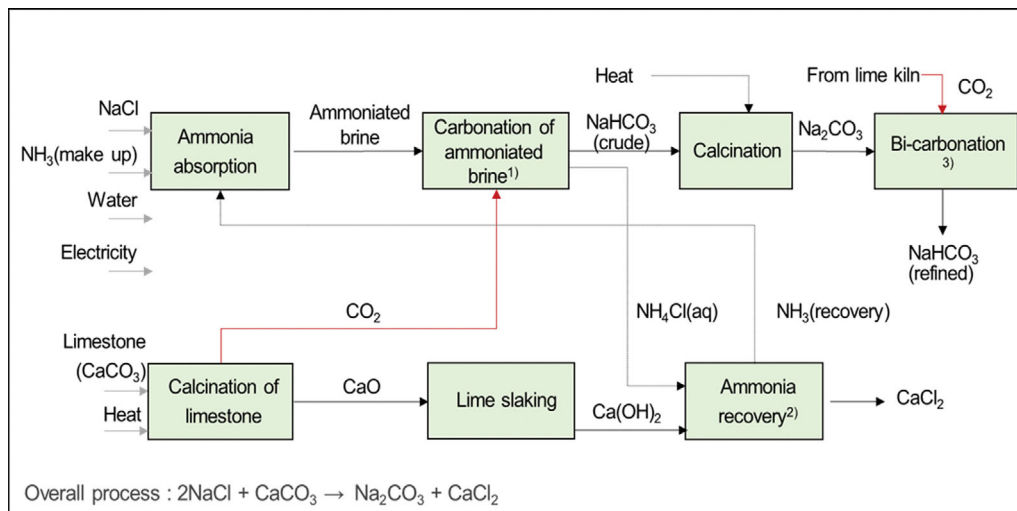 NaCl
NH₃(make up)
Water
Electricity
Ammonia
absorption
Ammoniated
brine
Carbonation of
ammoniated
brine¹⁾
NaHCO₃
(crude)
Heat
Calcination
Na₂CO₃
From lime kiln
CO₂
Bi-carbonation
³⁾
NaHCO₃
(refined)
CO₂
NH₄Cl(aq)
NH₃(recovery)
Limestone
(CaCO₃)
Heat
Calcination of
limestone
CaO
Lime slaking
Ca(OH)₂
Ammonia
recovery²⁾
CaCl₂
Overall process : 2NaCl + CaCO₃ → Na₂CO₃ + CaCl₂